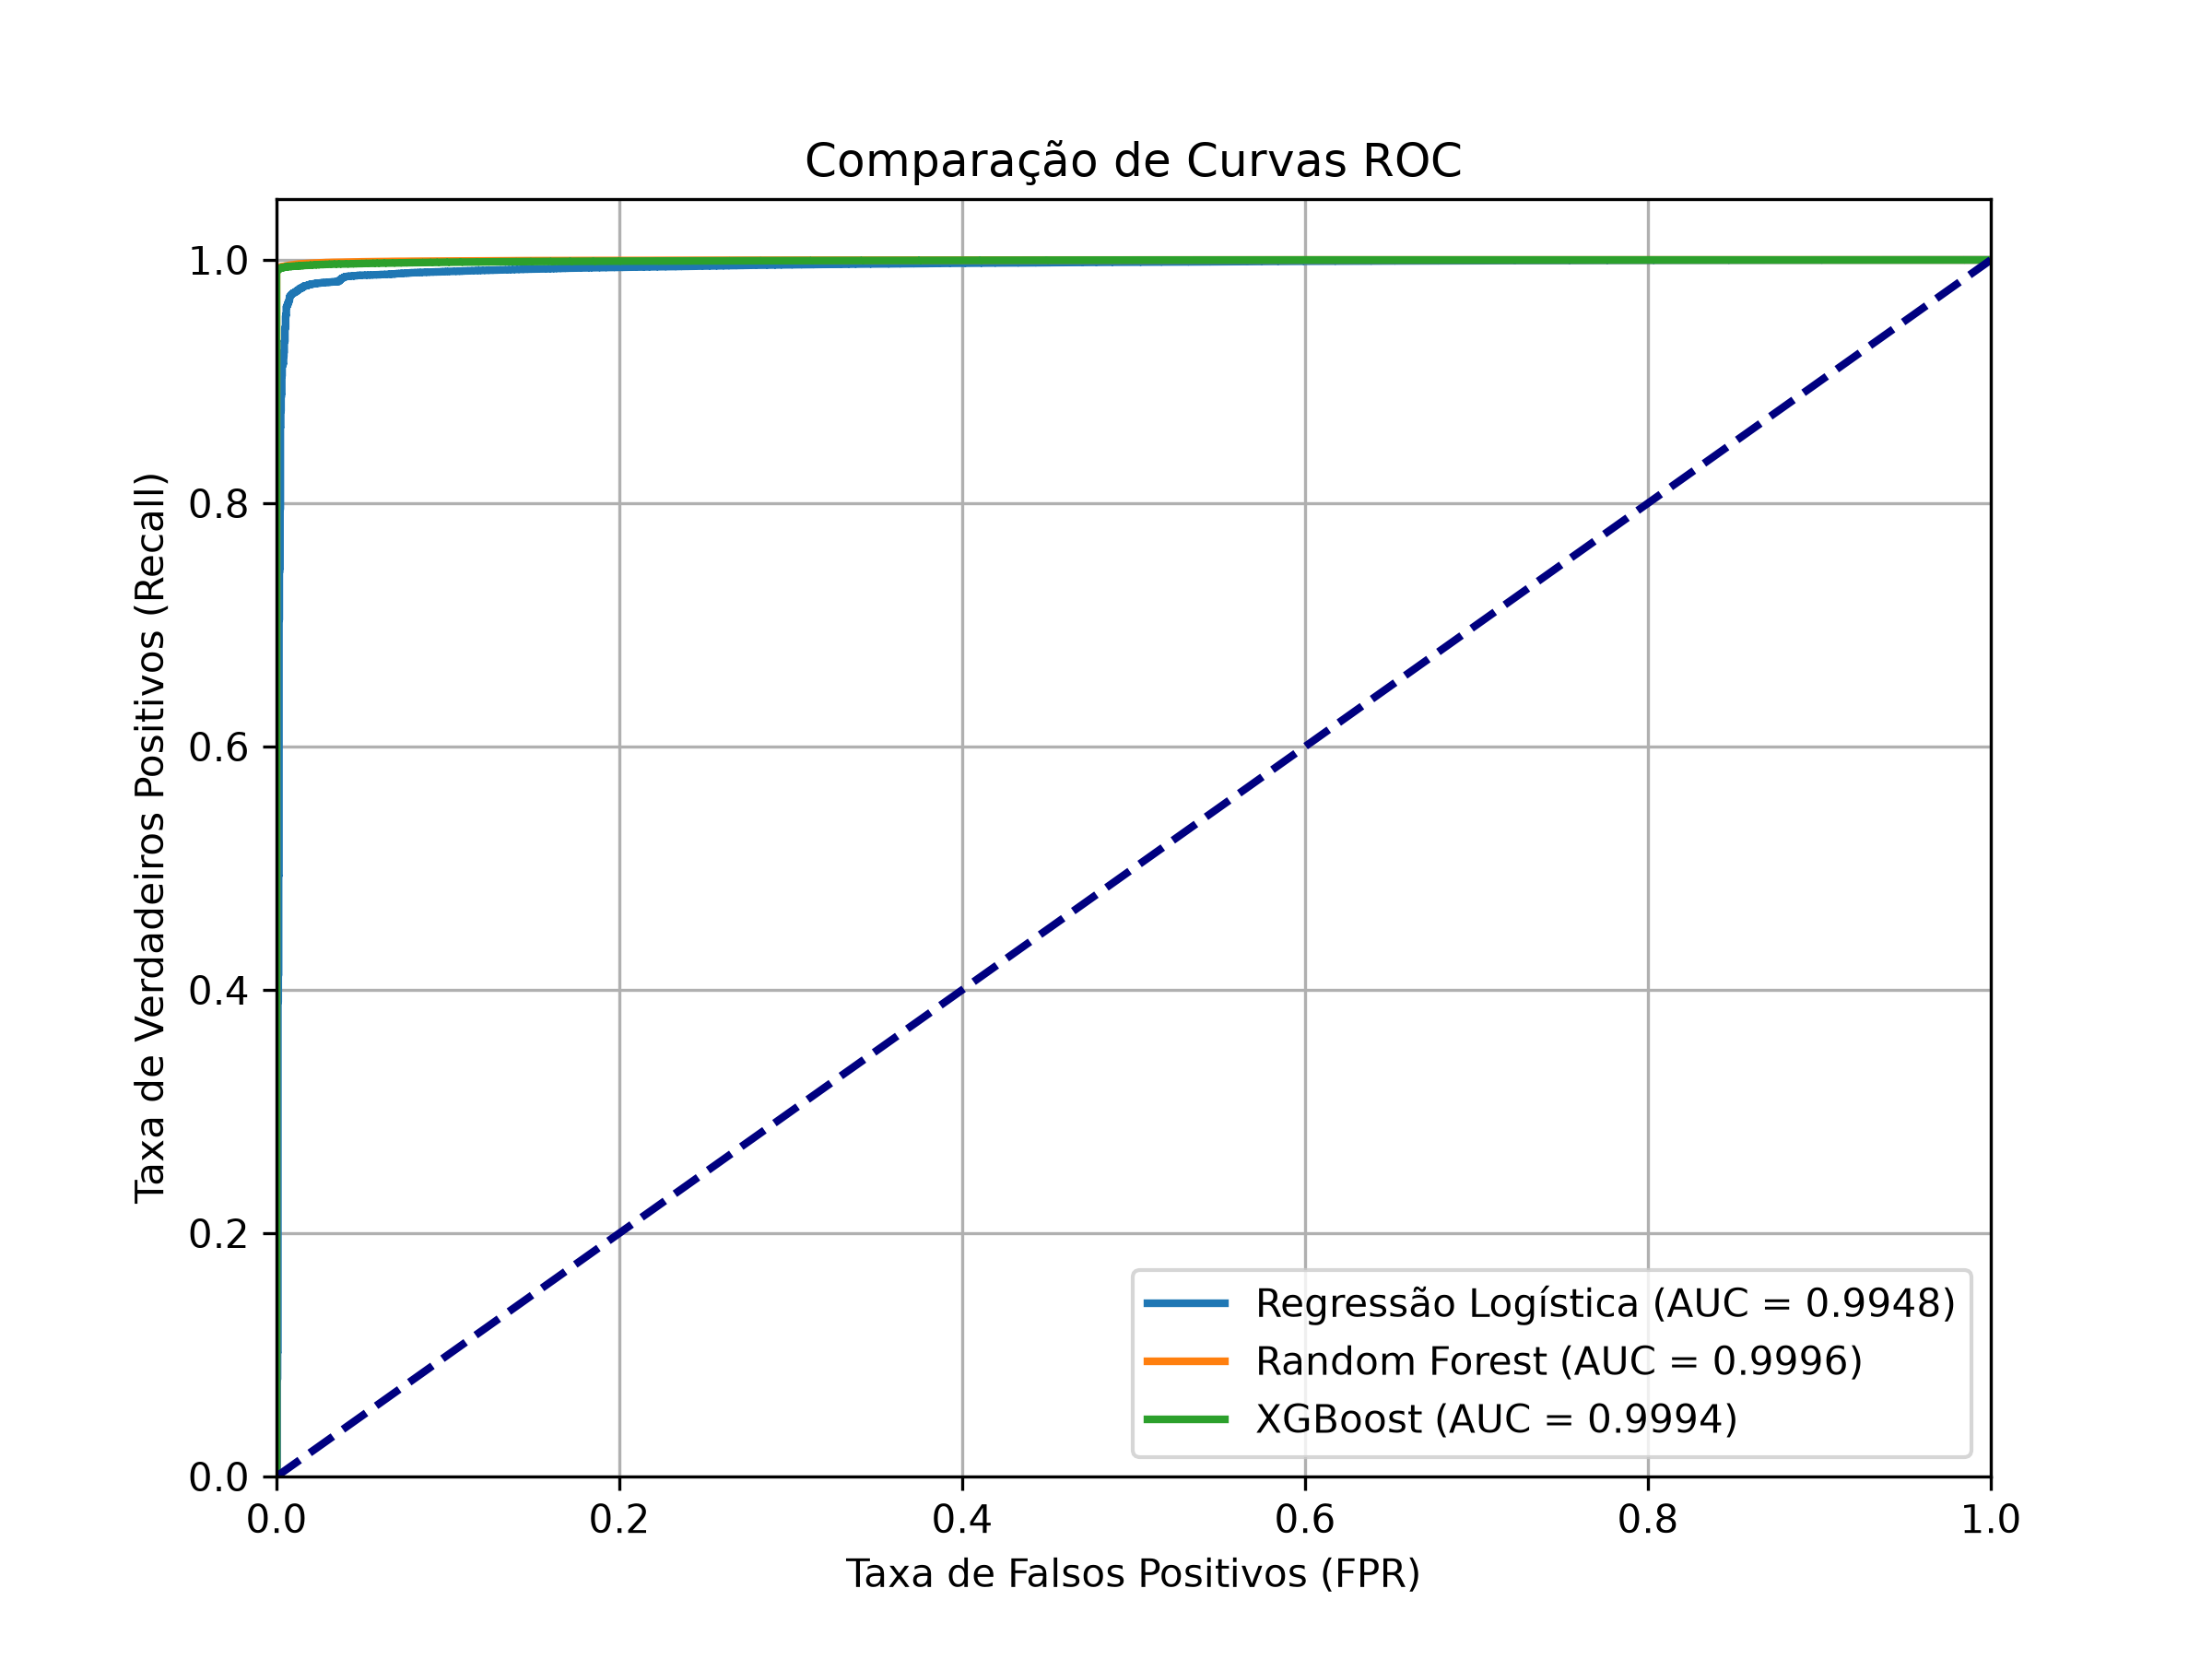 Comparação de Curvas ROC
Taxa de Verdadeiros Positivos (Recall)
1.0
0.8
0.6
0.4
0.2
0.0
0.0 0.2 0.4 0.6 0.8 1.0
Taxa de Falsos Positivos (FPR)
Regressão Logística (AUC = 0.9948)
Random Forest (AUC = 0.9996)
XGBoost (AUC = 0.9994)